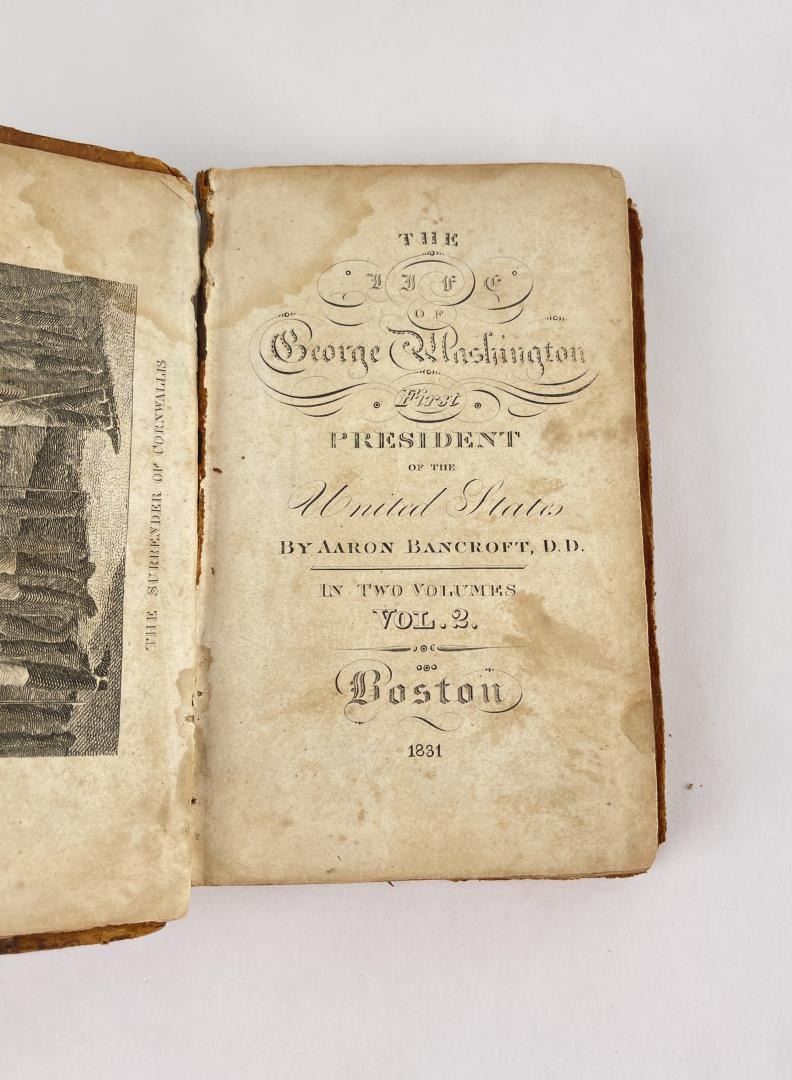 THE SURRENDER OF CORNWALLIS
THE
LIFE
OF
George Washington
First
PRESIDENT
OF THE
United States
BY AARON BANCROFT, D.D.
IN TWO VOLUMES
VOL. 2.
Boston
1831